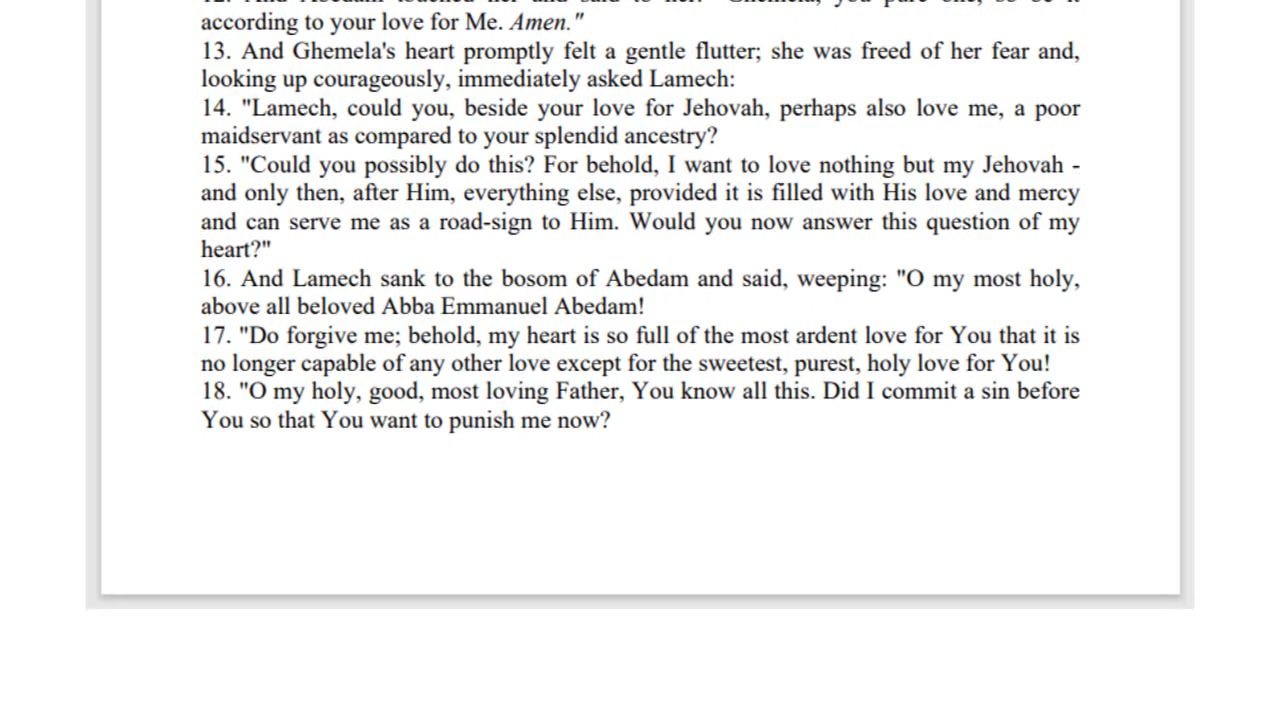 according to your love for Me. Amen."
13. And Ghemela's heart promptly felt a gentle flutter; she was freed of her fear and,
looking up courageously, immediately asked Lamech:
14. "Lamech, could you, beside your love for Jehovah, perhaps also love me, a poor
maidservant as compared to your splendid ancestry?
15. "Could you possibly do this? For behold, I want to love nothing but my Jehovah -
and only then, after Him, everything else, provided it is filled with His love and mercy
and can serve me as a road-sign to Him. Would you now answer this question of my
heart?"
16. And Lamech sank to the bosom of Abedam and said, weeping: "O my most holy,
above all beloved Abba Emmanuel Abedam!
17. "Do forgive me; behold, my heart is so full of the most ardent love for You that it is
no longer capable of any other love except for the sweetest, purest, holy love for You!
18. "O my holy, good, most loving Father, You know all this. Did I commit a sin before
You so that You want to punish me now?